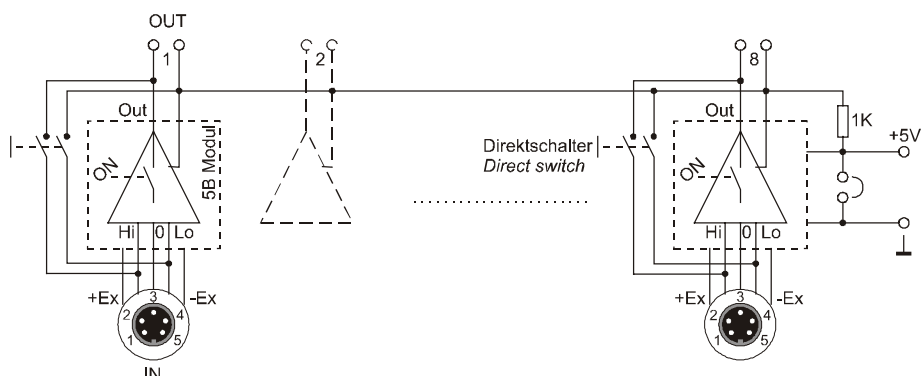 OUT
1
2
8
Out
Out
1K
+5V
5B Modul
ON
Direktschalter
Direct switch
ON
Hi 0 Lo
Hi 0 Lo
+Ex
-Ex
+Ex
-Ex
1 2 3 4 5
1 2 3 4 5
IN